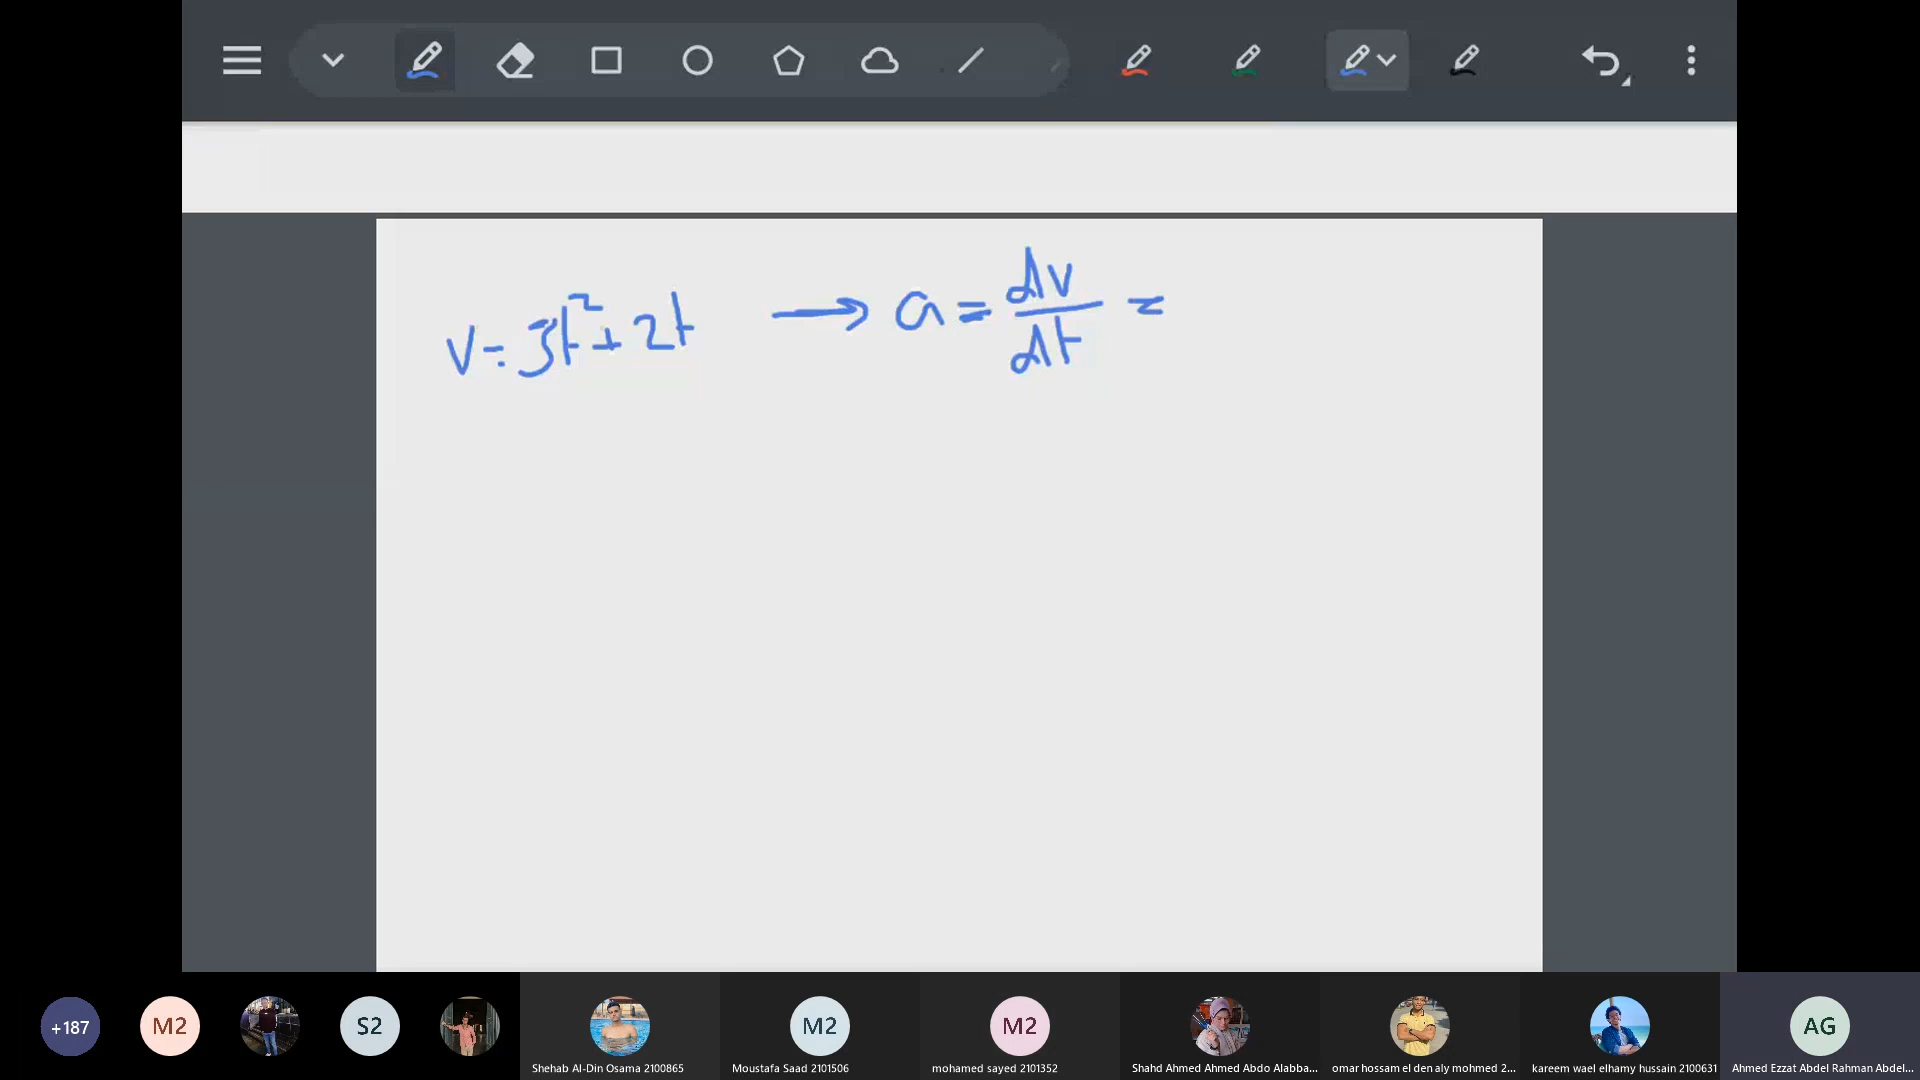 v = 3t² + 2t → a = dv/dt =
+187
M2
S2
Shehab Al-Din Osama 2100865
M2
Moustafa Saad 2101506
M2
mohamed sayed 2101352
Shahd Ahmed Ahmed Abdo Alabba...
omar hossam el den aly mohmed 2...
kareem wael elhamy hussain 2100631
AG
Ahmed Ezzat Abdel Rahman Abdel...